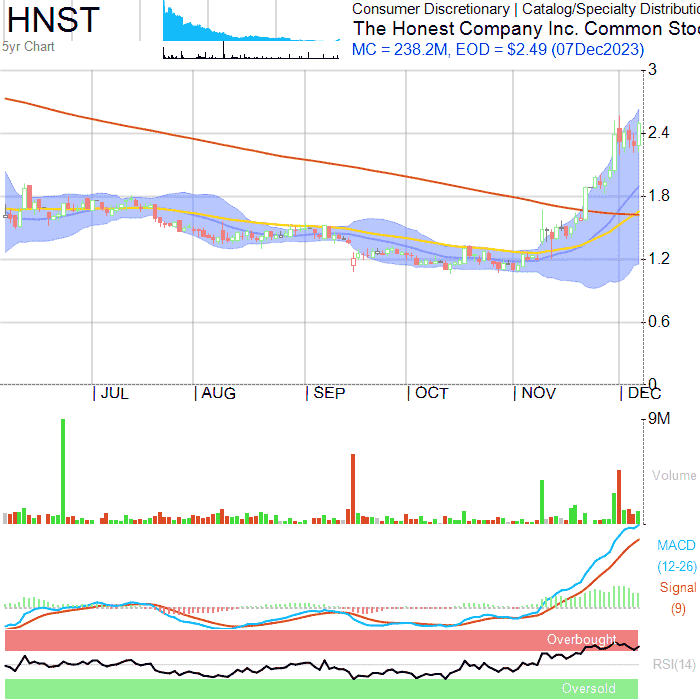 HNST
5yr Chart
Consumer Discretionary | Catalog/Specialty Distributio
The Honest Company Inc. Common Stoc
MC = 238.2M, EOD = $2.49 (07Dec2023)
3
2.4
1.8
1.2
0.6
0
JUL AUG SEP OCT NOV DEC
9M
Volume
MACD
(12-26)
Signal
(9)
Overbought
RSI(14)
Oversold